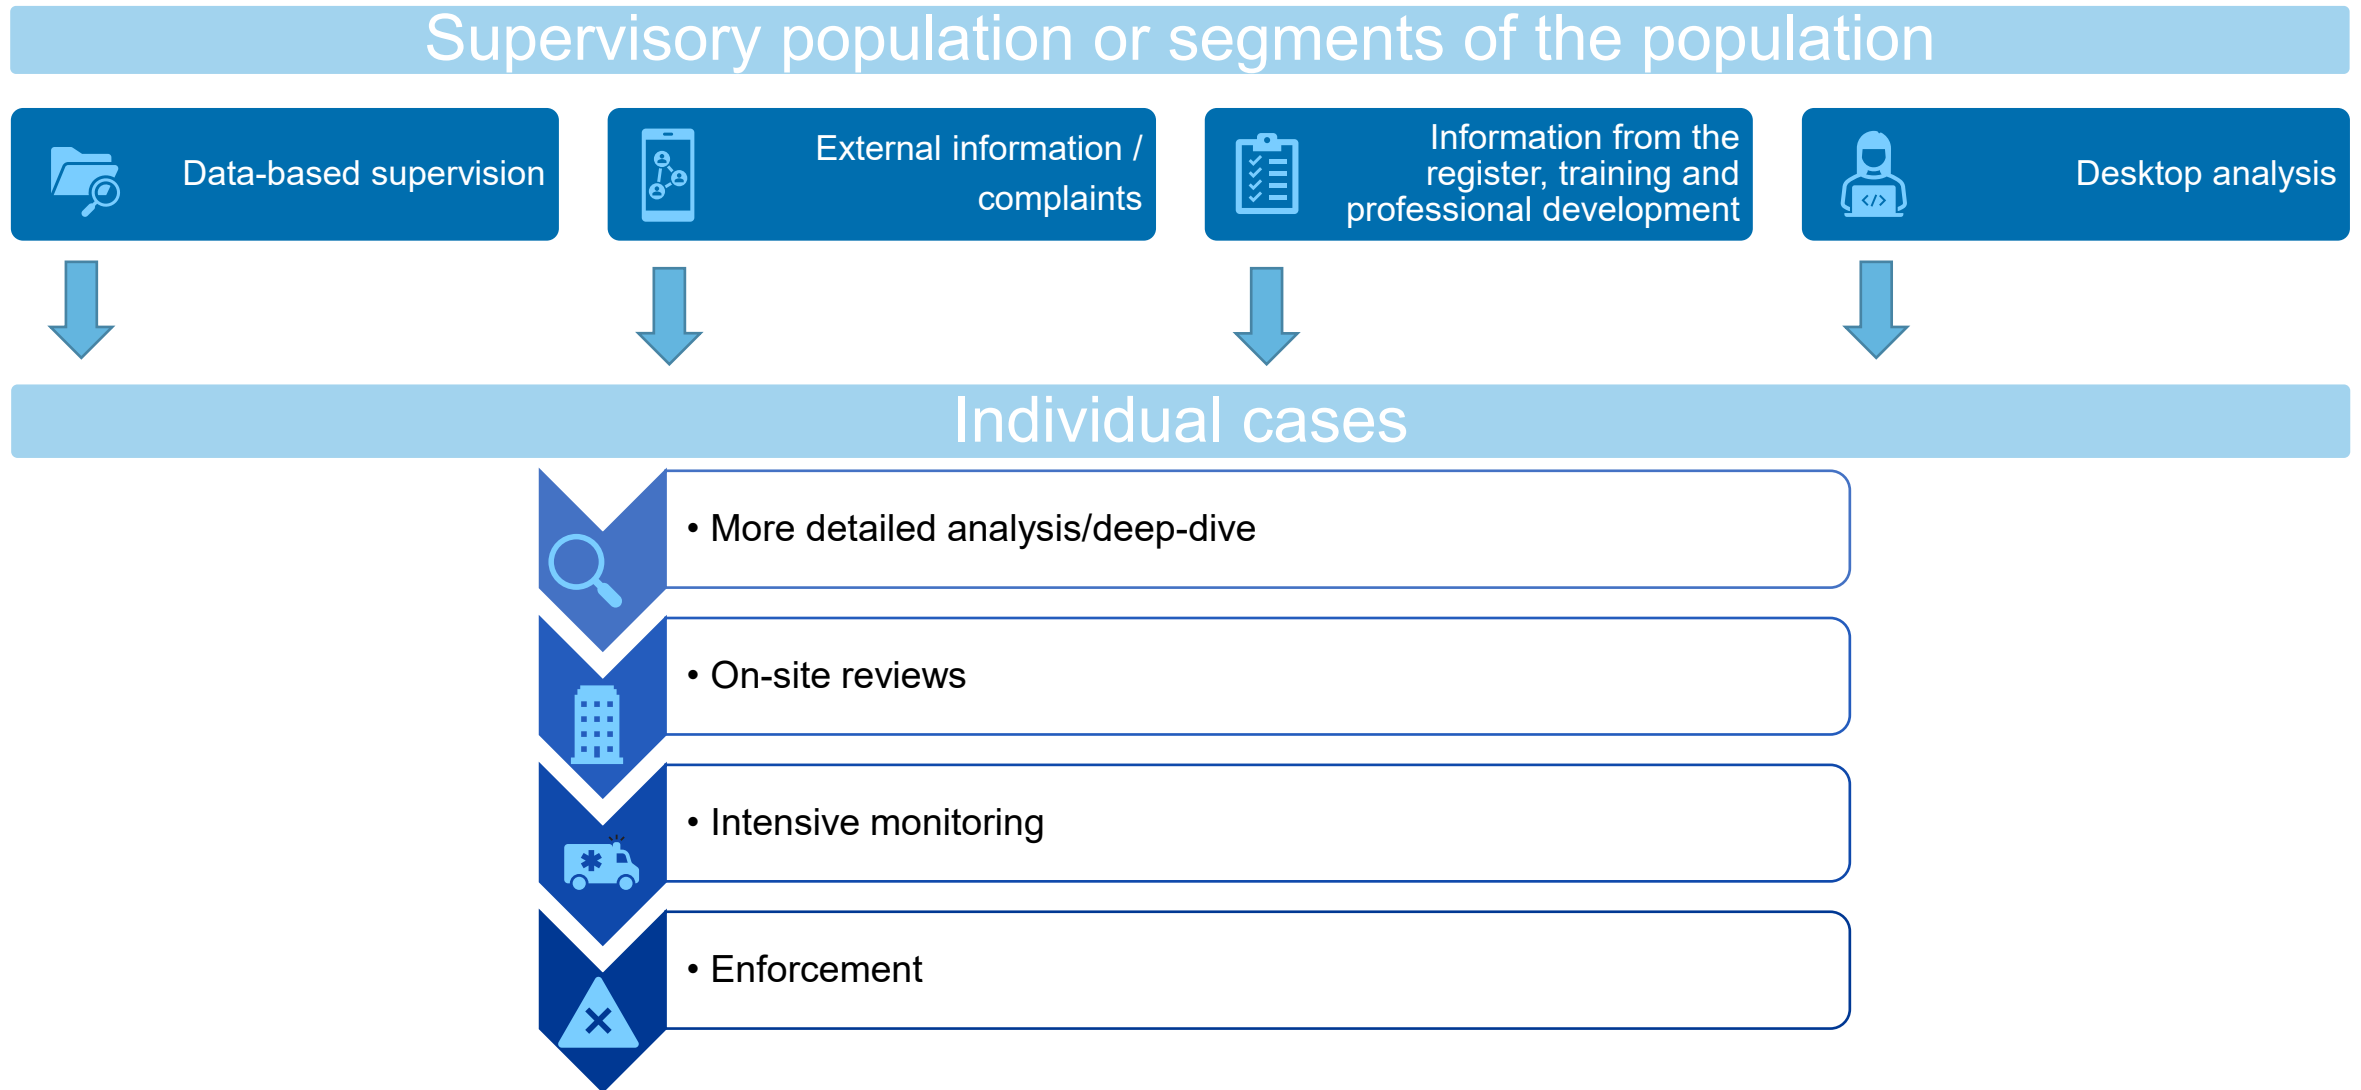 Supervisory population or segments of the population
Data-based supervision
External information /
complaints
Information from the
register, training and
professional development
</>
Desktop analysis
Individual cases
• More detailed analysis/deep-dive
• On-site reviews
• Intensive monitoring
• Enforcement